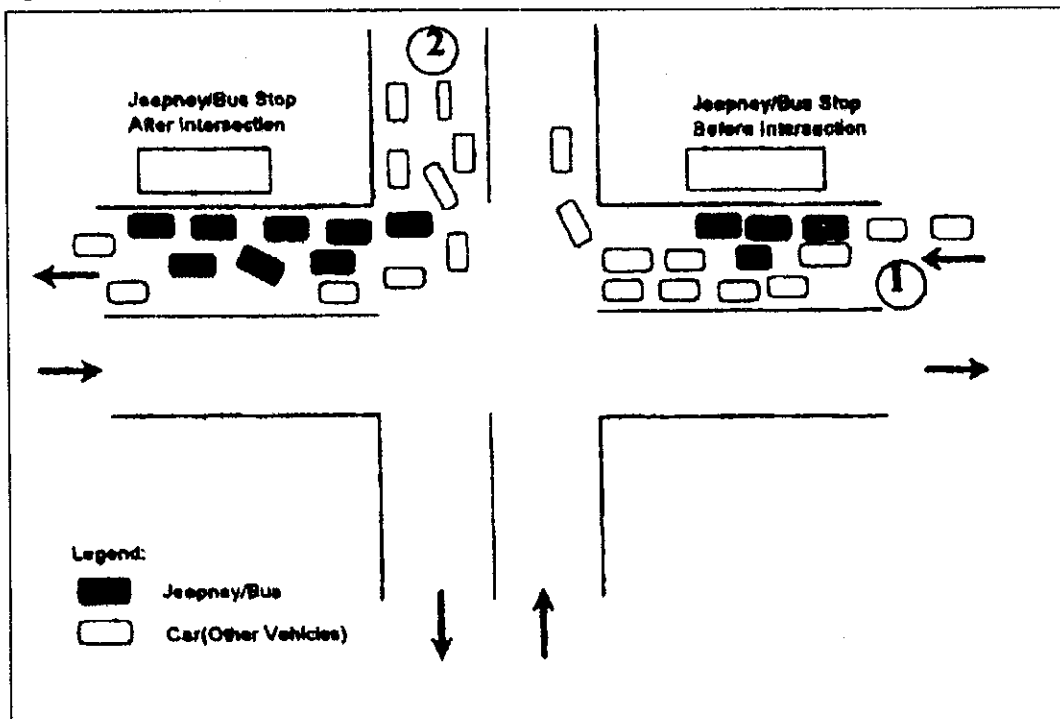 2
Jeepney/Bus Stop
After Intersection
Jeepney/Bus Stop
Before Intersection
1
Legend:
Jeepney/Bus
Car(Other Vehicles)